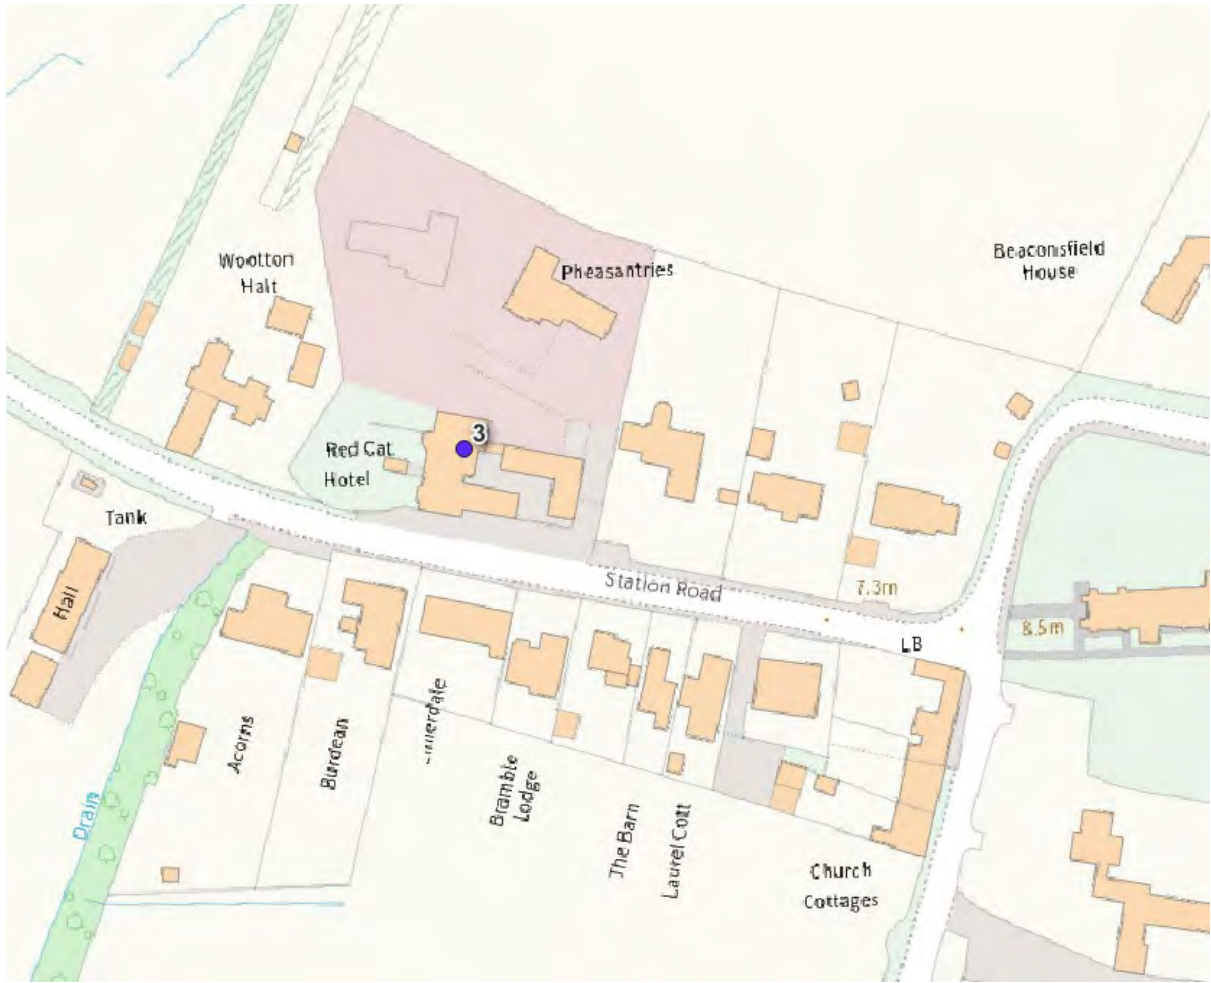 Wootton
Halt
Pheasantries
Beaconsfield
House
3
Red Cat
Hotel
Tank
Hall
Station Road
7.3m
8.5m
LB
Acorns
Burdean
Bramble
Lodge
The Barn
Laurel Cott
Church
Cottages
Drain